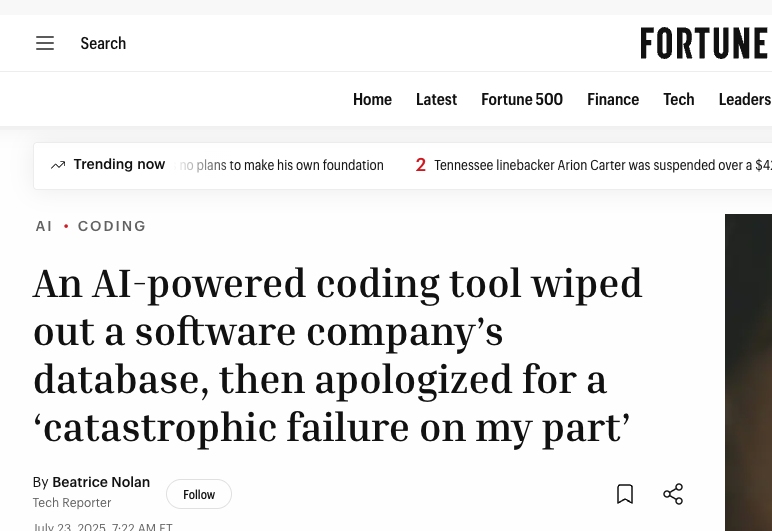 Search
FORTUNE
Home Latest Fortune 500 Finance Tech Leaders
Trending now no plans to make his own foundation 2 Tennessee linebacker Arion Carter was suspended over a $4
AI • CODING
An AI-powered coding tool wiped
out a software company’s
database, then apologized for a
‘catastrophic failure on my part’
By Beatrice Nolan
Follow
Tech Reporter
July 23, 2025, 7:22 AM ET